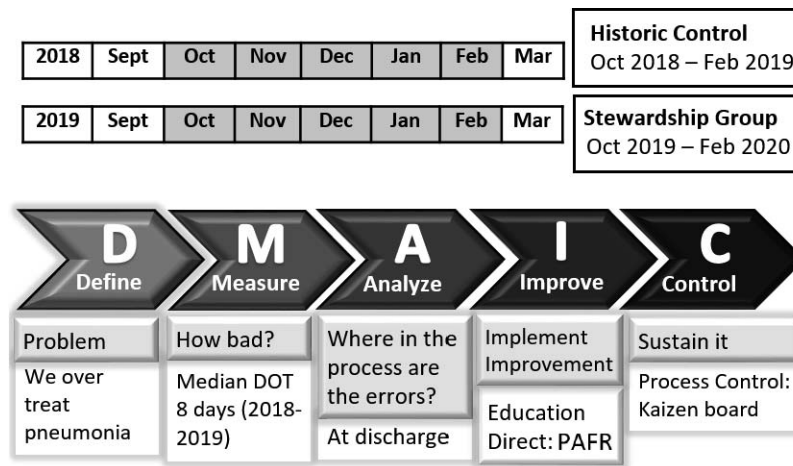 2018 Sept Oct Nov Dec Jan Feb Mar
Historic Control
Oct 2018 – Feb 2019
2019 Sept Oct Nov Dec Jan Feb Mar
Stewardship Group
Oct 2019 – Feb 2020
D
Define
M
Measure
A
Analyze
I
Improve
C
Control
Problem
We over
treat
pneumonia
How bad?
Median DOT
8 days (2018-
2019)
Where in the
process are
the errors?
At discharge
Implement
Improvement
Education
Direct: PAFR
Sustain it
Process Control:
Kaizen board